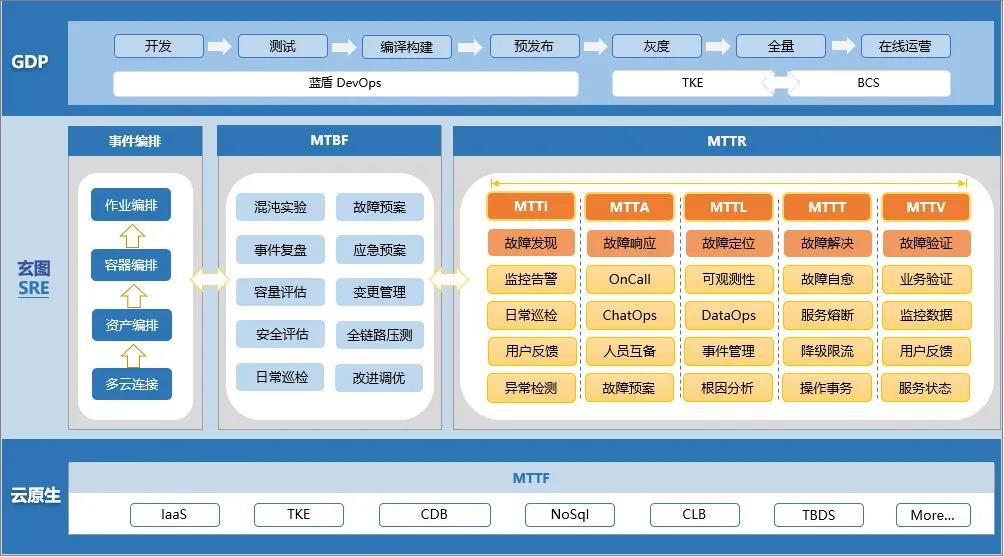 GDP
开发
测试
编译构建
预发布
灰度
全量
在线运营
蓝盾 DevOps
TKE
BCS
玄图
SRE
事件编排
作业编排
容器编排
资产编排
多云连接
MTBF
混沌实验
故障预案
事件复盘
应急预案
容量评估
变更管理
安全评估
全链路压测
日常巡检
改进调优
MTTR
MTTI
MTTA
MTTL
MTTT
MTTV
故障发现
故障响应
故障定位
故障解决
故障验证
监控告警
OnCall
可观测性
故障自愈
业务验证
日常巡检
ChatOps
DataOps
服务熔断
监控数据
用户反馈
人员互备
事件管理
降级限流
用户反馈
异常检测
故障预案
根因分析
操作事务
服务状态
云原生
MTTF
IaaS
TKE
CDB
NoSql
CLB
TBDS
More...